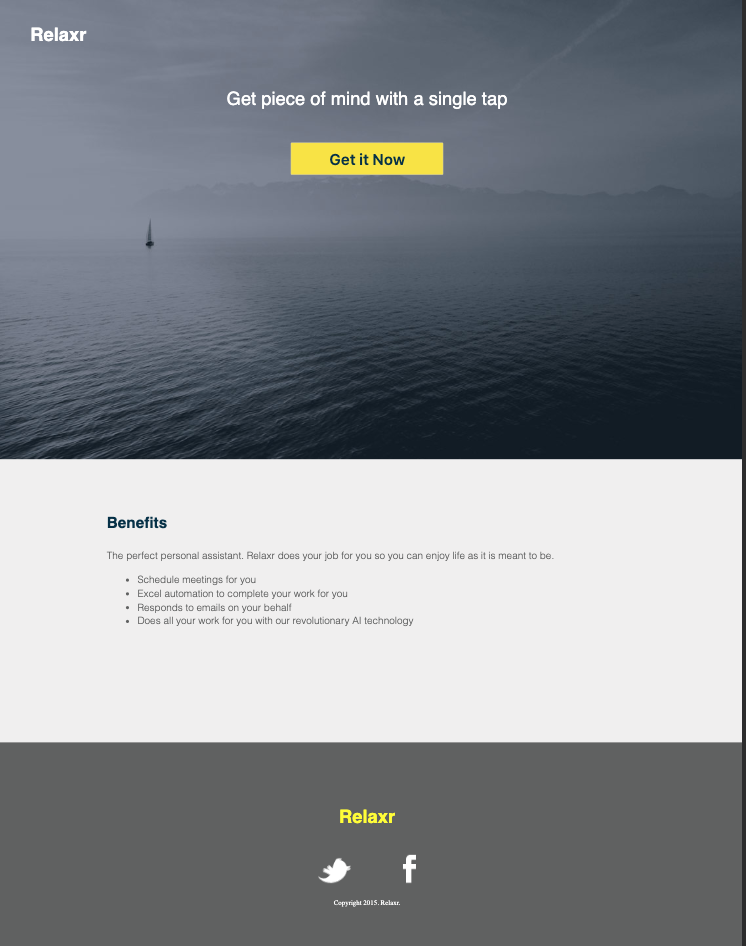 Relaxr
Get piece of mind with a single tap
Get it Now
Benefits
The perfect personal assistant. Relaxr does your job for you so you can enjoy life as it is meant to be.
• Schedule meetings for you
• Excel automation to complete your work for you
• Responds to emails on your behalf
• Does all your work for you with our revolutionary AI technology
Relaxr
Copyright 2015. Relaxr.